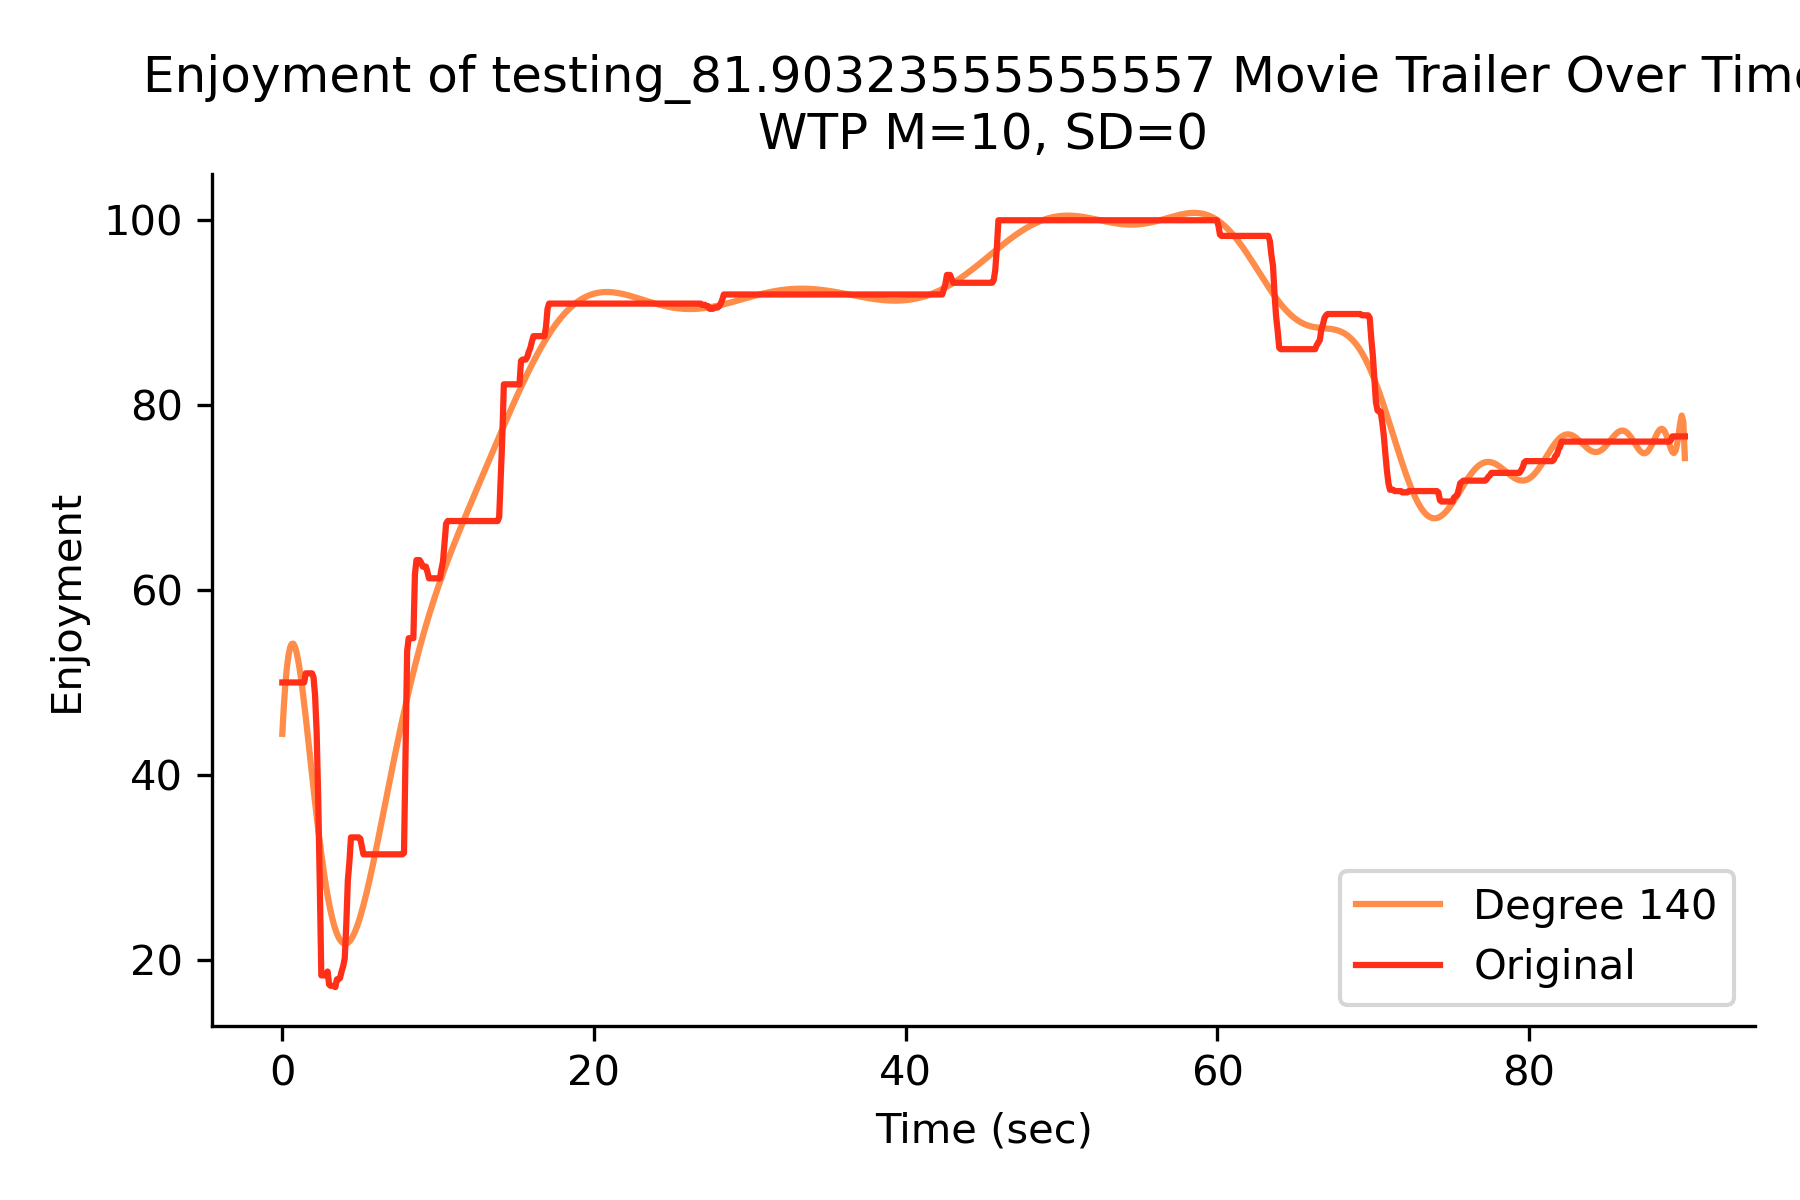 Enjoyment of testing_81.90323555555557 Movie Trailer Over Time
WTP M=10, SD=0
Enjoyment
100
80
60
40
20
0
20
40
60
80
Time (sec)
Degree 140
Original